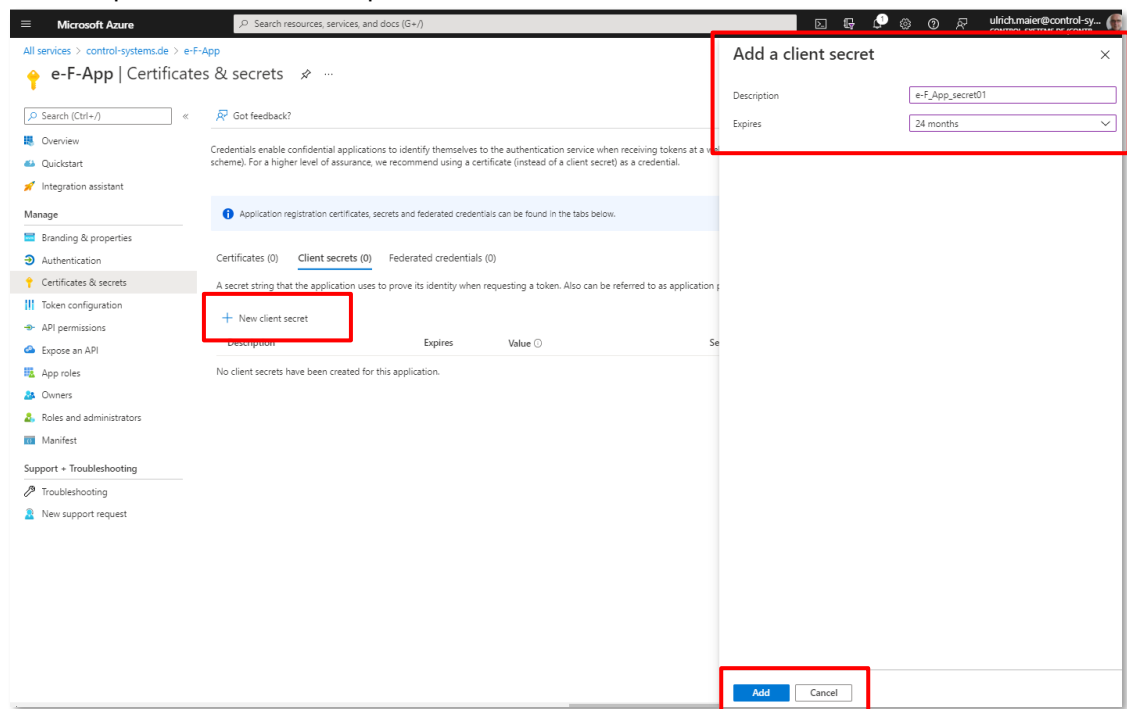 Microsoft Azure
Search resources, services, and docs (G+/)
1
ulrich.maier@control-sy...
All services > control-systems.de > e-F-App
e-F-App | Certificates & secrets
Search (Ctrl+/)
«
Overview
Quickstart
Integration assistant
Manage
Branding & properties
Authentication
Certificates & secrets
Token configuration
API permissions
Expose an API
App roles
Owners
Roles and administrators
Manifest
Support + Troubleshooting
Troubleshooting
New support request
Got feedback?
Credentials enable confidential applications to identify themselves to the authentication service when receiving tokens at a
scheme). For a higher level of assurance, we recommend using a certificate (instead of a client secret) as a credential.
Application registration certificates, secrets and federated credentials can be found in the tabs below.
Certificates (0) Client secrets (0) Federated credentials (0)
A secret string that the application uses to prove its identity when requesting a token. Also can be referred to as application
+ New client secret
Description Expires Value
No client secrets have been created for this application.
Add a client secret
Description e-F_App_secret01
Expires 24 months
Add Cancel